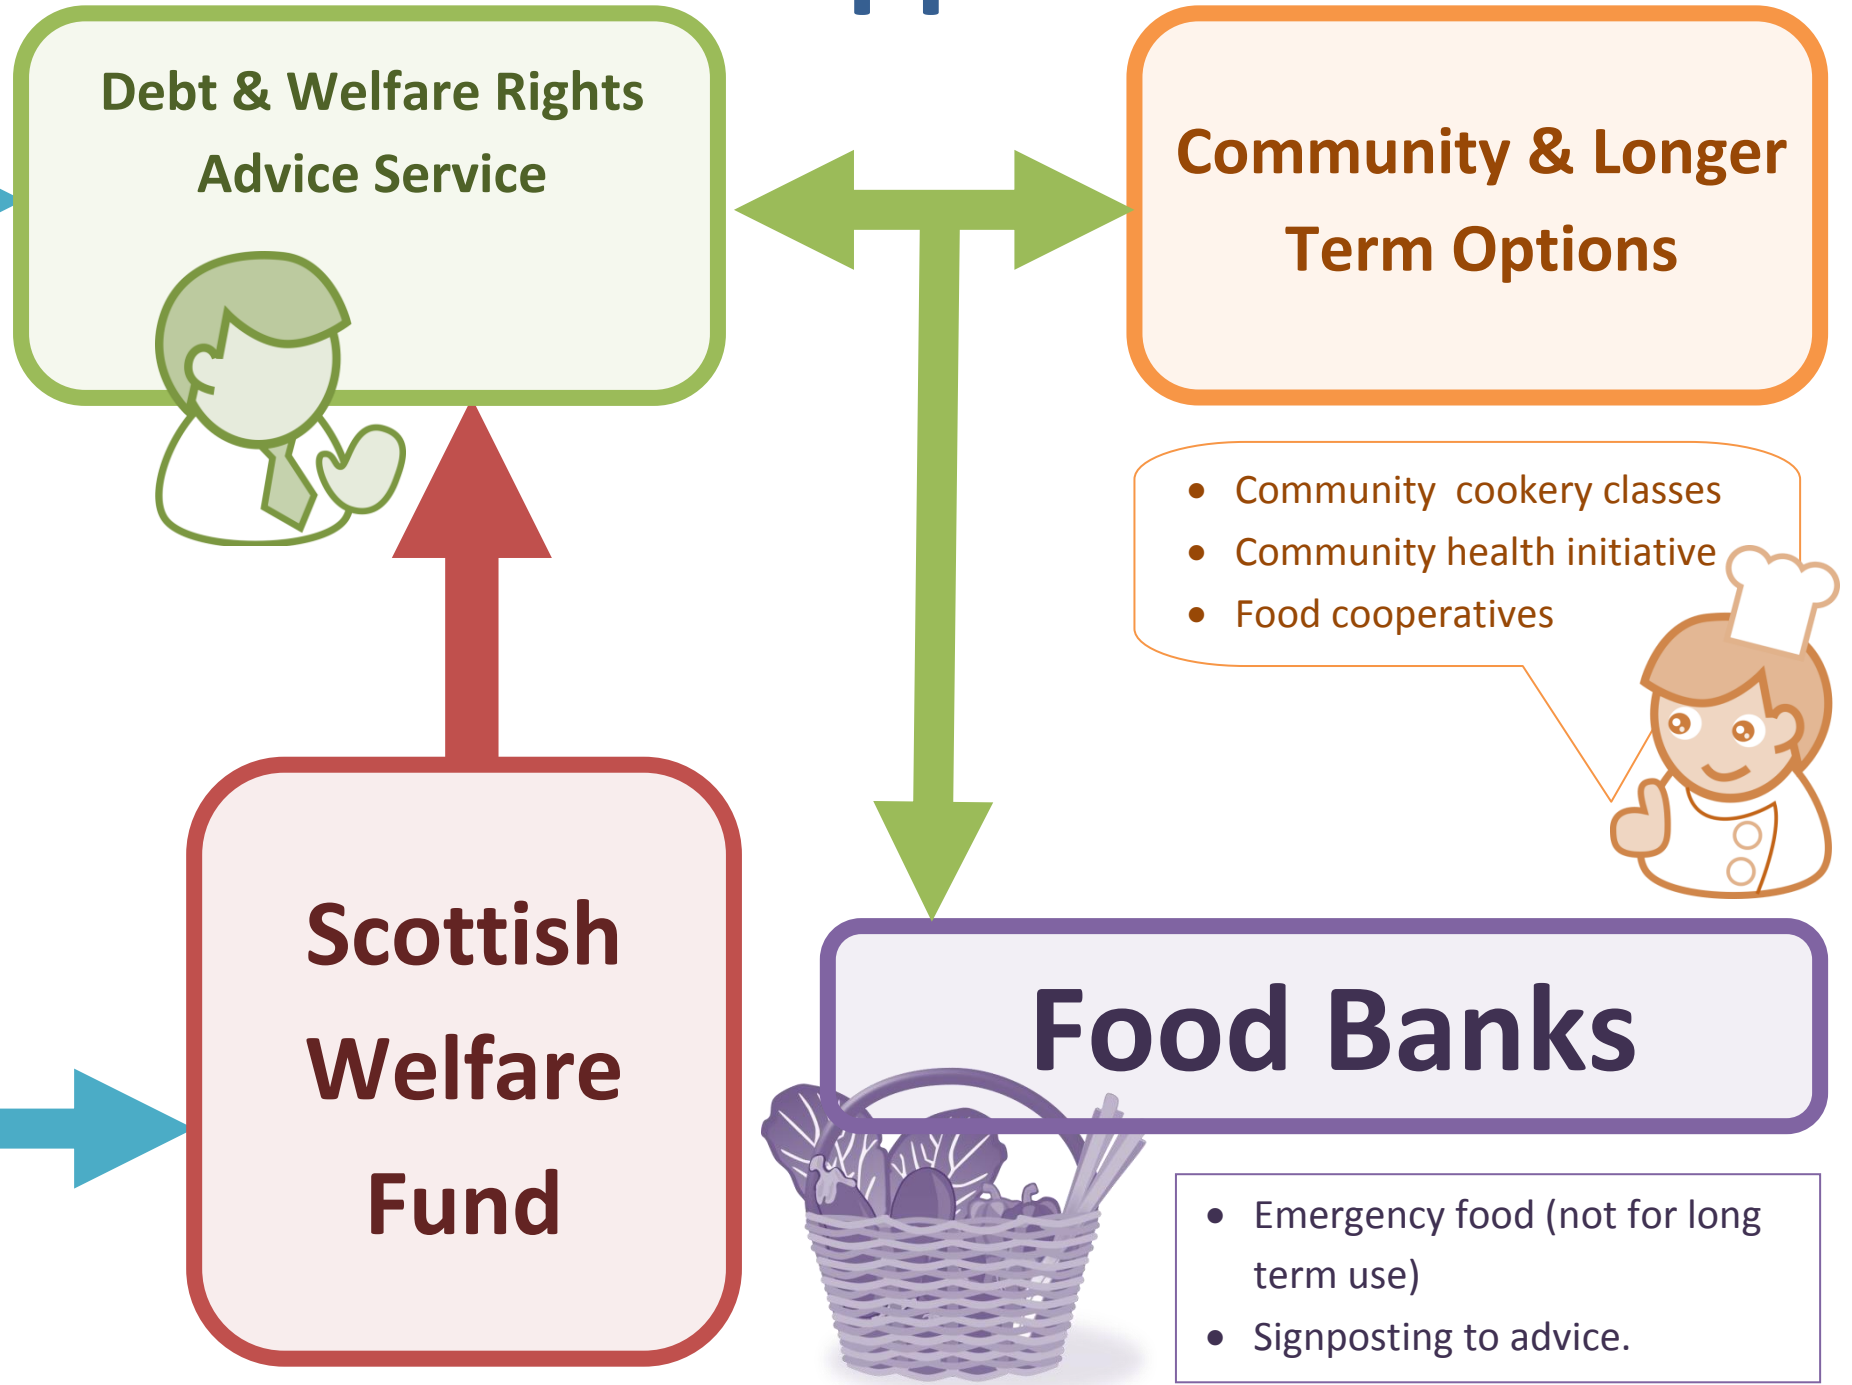 Debt & Welfare Rights
Advice Service
Community & Longer
Term Options
• Community  cookery classes
• Community health initiative
• Food cooperatives
Scottish
Welfare
Fund
Food Banks
• Emergency food (not for long
term use)
• Signposting to advice.